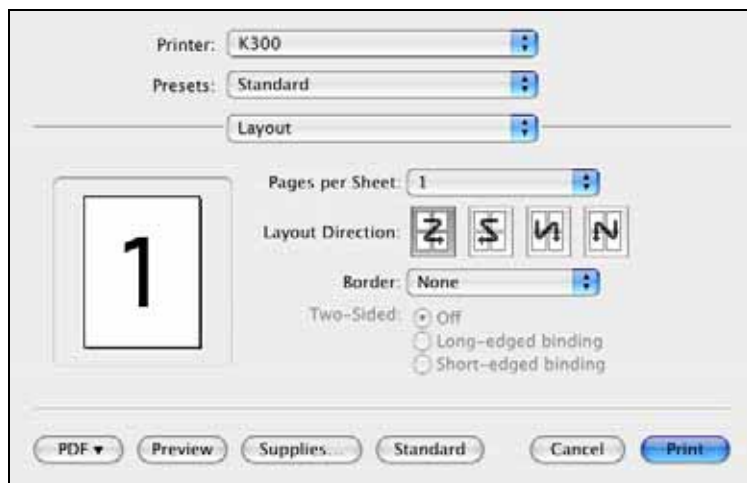 Printer: K300
Presets: Standard
Layout
Pages per Sheet: 1
Layout Direction:
Border: None
Two-Sided: Off
Long-edged binding
Short-edged binding
1
PDF Preview Supplies... Standard Cancel Print